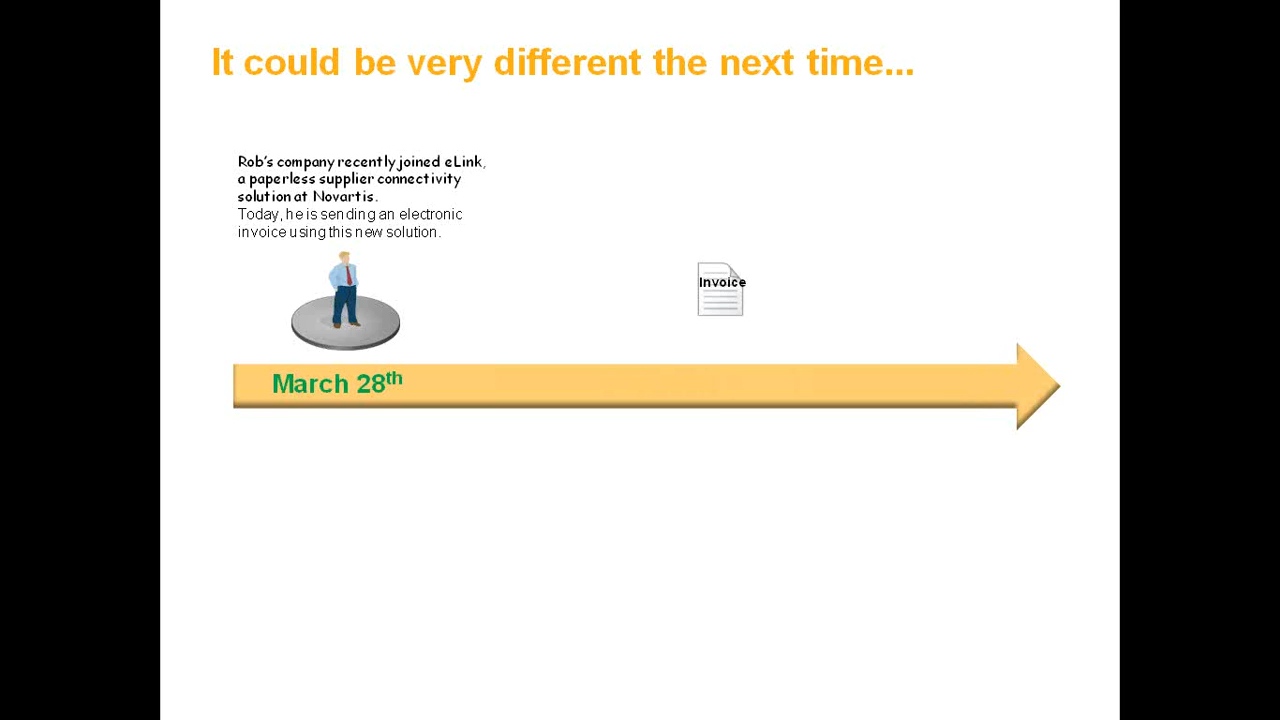 It could be very different the next time...
Rob's company recently joined eLink,
a paperless supplier connectivity
solution at Novartis.
Today, he is sending an electronic
invoice using this new solution.
Invoice
March 28th